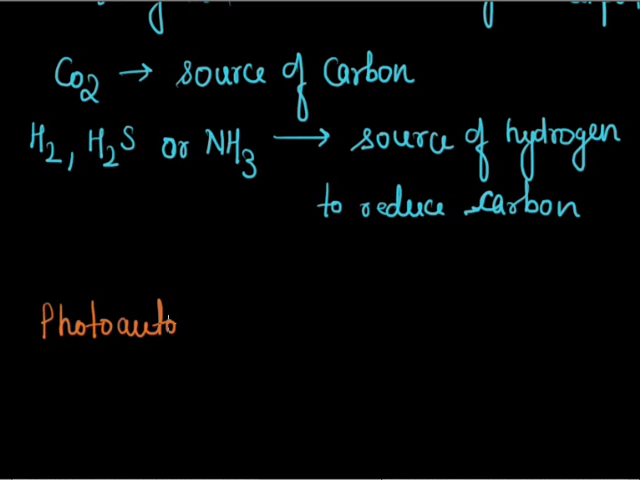 Co2 → source of Carbon
H2, H2S or NH3 → source of hydrogen
to reduce carbon
Photoauto